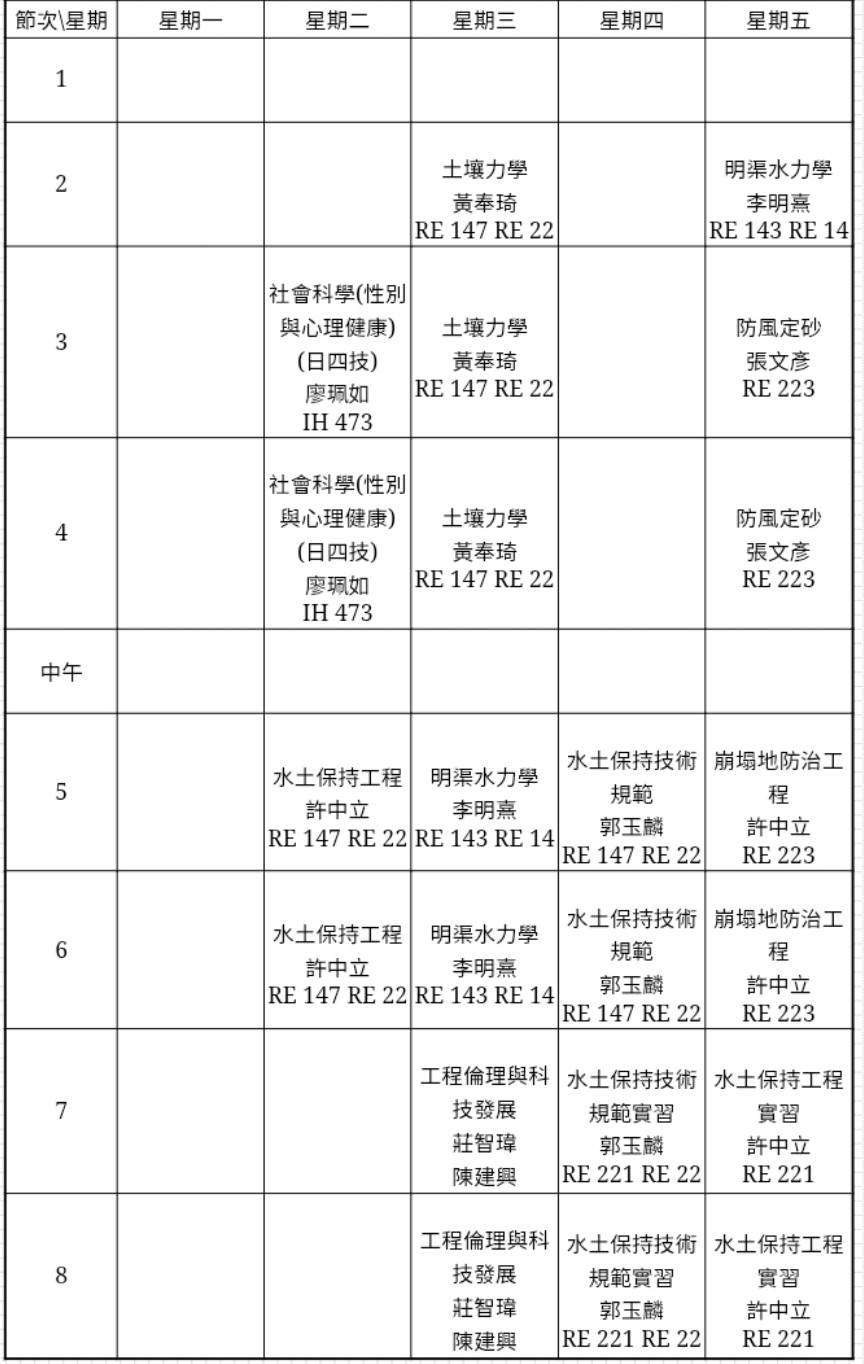 節次\星期 星期一 星期二 星期三 星期四 星期五
1
2
土壤力學
黃奉琦
RE 147 RE 22
明渠水力學
李明熹
RE 143 RE 14
3
社會科學(性別
與心理健康)
(日四技)
廖珮如
IH 473
土壤力學
黃奉琦
RE 147 RE 22
防風定砂
張文彥
RE 223
4
社會科學(性別
與心理健康)
(日四技)
廖珮如
IH 473
土壤力學
黃奉琦
RE 147 RE 22
防風定砂
張文彥
RE 223
中午
5
水土保持工程
許中立
RE 147 RE 22
明渠水力學
李明熹
RE 143 RE 14
水土保持技術
規範
郭玉麟
RE 147 RE 22
崩塌地防治工
程
許中立
RE 223
6
水土保持工程
許中立
RE 147 RE 22
明渠水力學
李明熹
RE 143 RE 14
水土保持技術
規範
郭玉麟
RE 147 RE 22
崩塌地防治工
程
許中立
RE 223
7
工程倫理與科
技發展
莊智瑋
陳建興
水土保持技術
規範實習
郭玉麟
RE 221 RE 22
水土保持工程
實習
許中立
RE 221
8
工程倫理與科
技發展
莊智瑋
陳建興
水土保持技術
規範實習
郭玉麟
RE 221 RE 22
水土保持工程
實習
許中立
RE 221